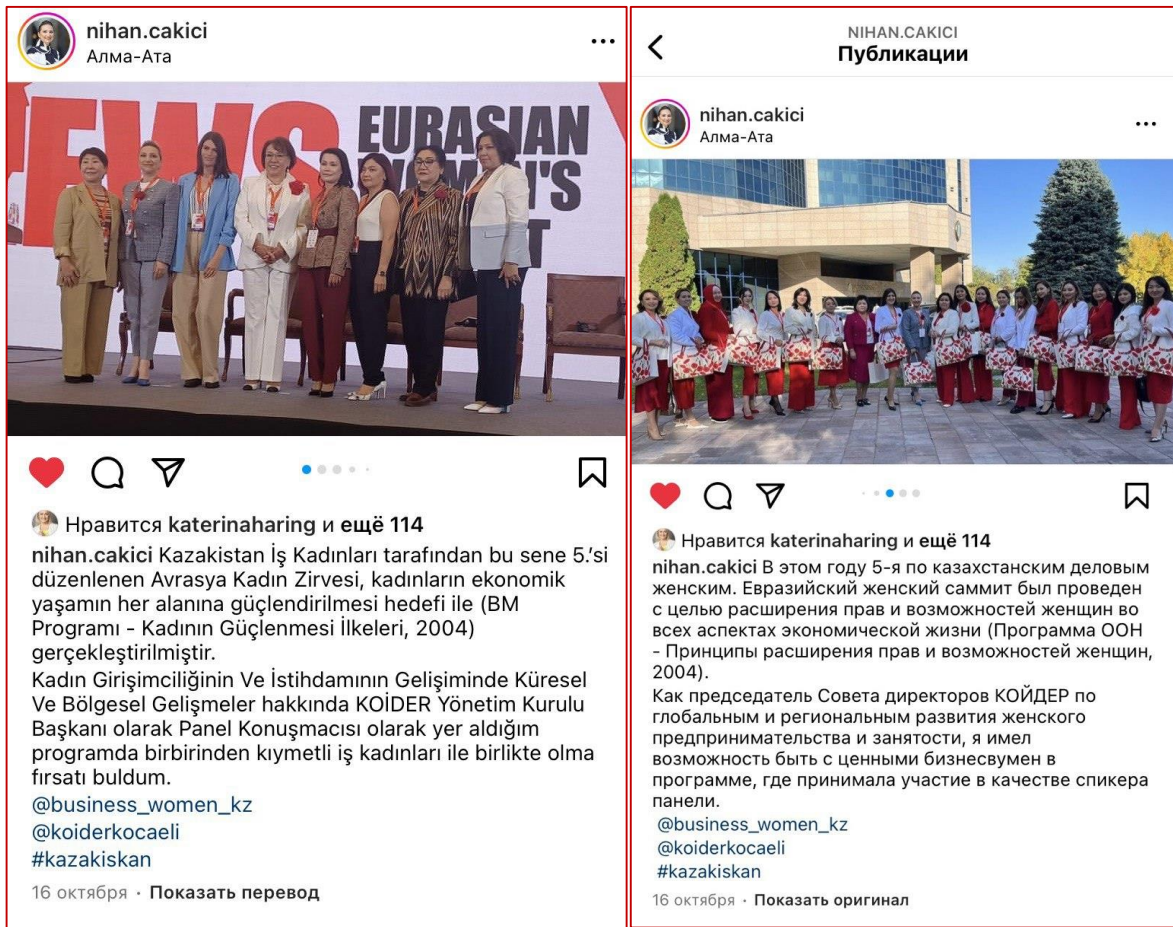 nihan.cakici
Алма-Ата
EWS
EURASIAN
WOMEN'S
nihan.cakici Kazakistan İş Kadınları tarafından bu sene 5.'si
düzenlenen Avrasya Kadın Zirvesi, kadınların ekonomik
yaşamın her alanına güçlendirilmesi hedefi ile (BM
Programı - Kadının Güçlenmesi İlkeleri, 2004)
gerçekleştirilmiştir.
Kadın Girişimciliğinin Ve İstihdamının Gelişiminde Küresel
Ve Bölgesel Gelişmeler hakkında KOİDER Yönetim Kurulu
Başkanı olarak Panel Konuşmacısı olarak yer aldığım
programda birbirinden kıymetli iş kadınları ile birlikte olma
fırsatı buldum.
@business_women_kz
@koiderkocaeli
#kazakiskan
16 октября · Показать перевод
Нравится katerinaharing и ещё 114
NIHAN.CAKICI
Публикации
nihan.cakici
Алма-Ата
Нравится katerinaharing и ещё 114
nihan.cakici В этом году 5-я по казахстанским деловым
женским. Евразийский женский саммит был проведен
с целью расширения прав и возможностей женщин во
всех аспектах экономической жизни (Программа ООН
- Принципы расширения прав и возможностей женщин,
2004).
Как председатель Совета директоров КОЙДЕР по
глобальным и региональным развития женского
предпринимательства и занятости, я имел
возможность быть с ценными бизнесвумен в
программе, где принимала участие в качестве спикера
панели.
@business_women_kz
@koiderkocaeli
#kazakiskan
16 октября · Показать оригинал